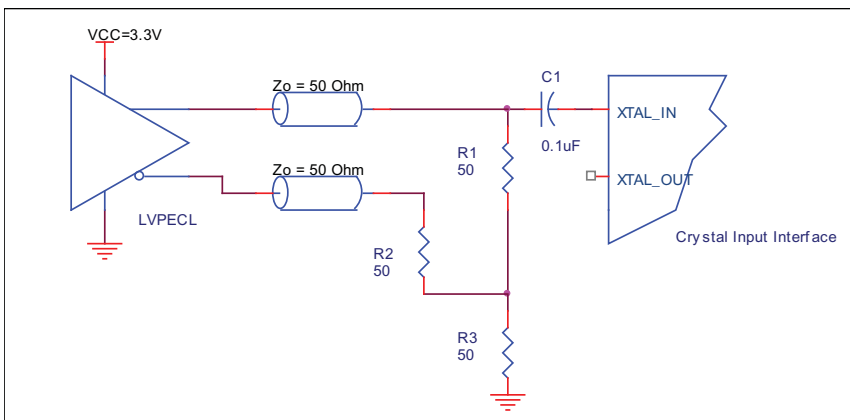 VCC=3.3V
Zo = 50 Ohm
C1
0.1uF
XTAL_IN
R1
50
Zo = 50 Ohm
XTAL_OUT
LVPECL
Crystal Input Interface
R2
50
R3
50